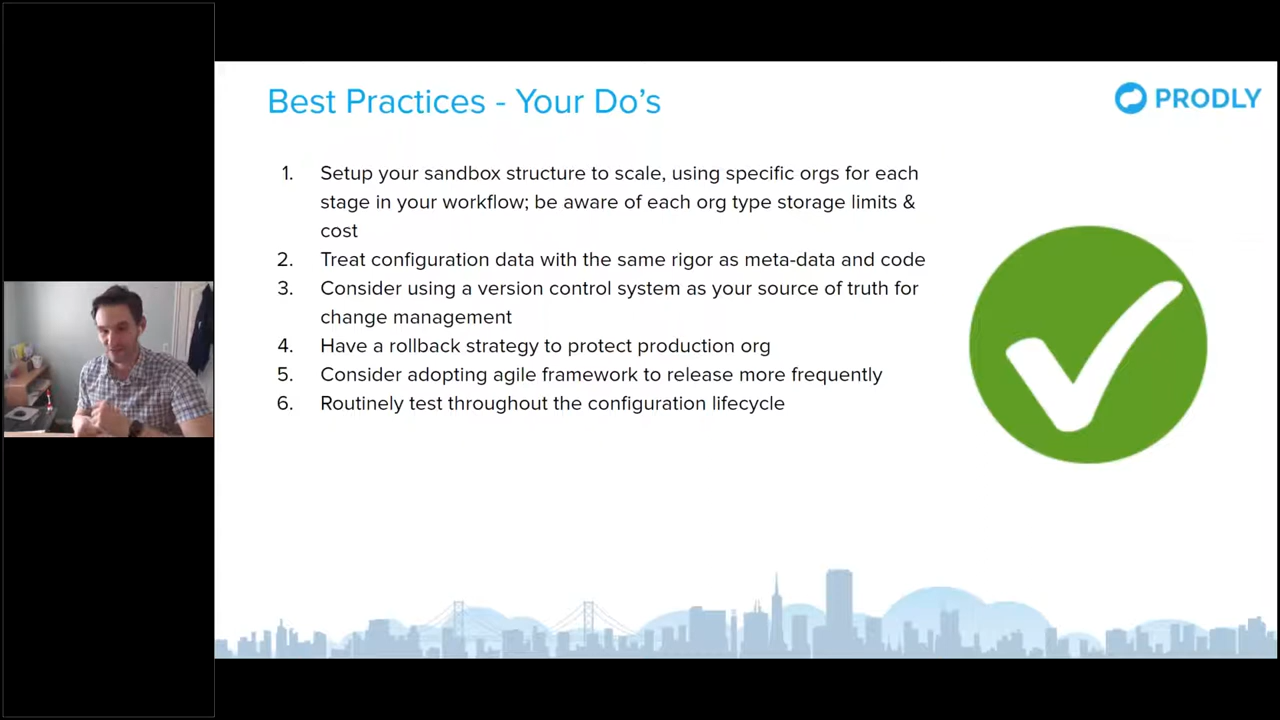 Best Practices - Your Do’s
PRODLY
1. Setup your sandbox structure to scale, using specific orgs for each
stage in your workflow; be aware of each org type storage limits &
cost
2. Treat configuration data with the same rigor as meta-data and code
3. Consider using a version control system as your source of truth for
change management
4. Have a rollback strategy to protect production org
5. Consider adopting agile framework to release more frequently
6. Routinely test throughout the configuration lifecycle